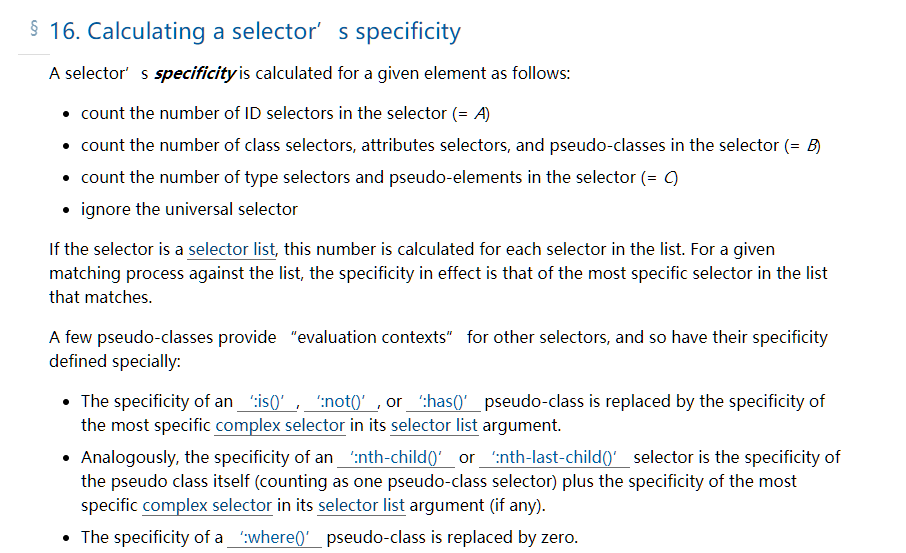 § 16. Calculating a selector’s specificity
A selector’s specificity is calculated for a given element as follows:
• count the number of ID selectors in the selector (= A)
• count the number of class selectors, attributes selectors, and pseudo-classes in the selector (= B)
• count the number of type selectors and pseudo-elements in the selector (= C)
• ignore the universal selector
If the selector is a selector list, this number is calculated for each selector in the list. For a given
matching process against the list, the specificity in effect is that of the most specific selector in the list
that matches.
A few pseudo-classes provide “evaluation contexts” for other selectors, and so have their specificity
defined specially:
• The specificity of an ‘:is()’, ‘:not()’, or ‘:has()’ pseudo-class is replaced by the specificity of
the most specific complex selector in its selector list argument.
• Analogously, the specificity of an ‘:nth-child()’ or ‘:nth-last-child()’ selector is the specificity of
the pseudo class itself (counting as one pseudo-class selector) plus the specificity of the most
specific complex selector in its selector list argument (if any).
• The specificity of a ‘:where()’ pseudo-class is replaced by zero.